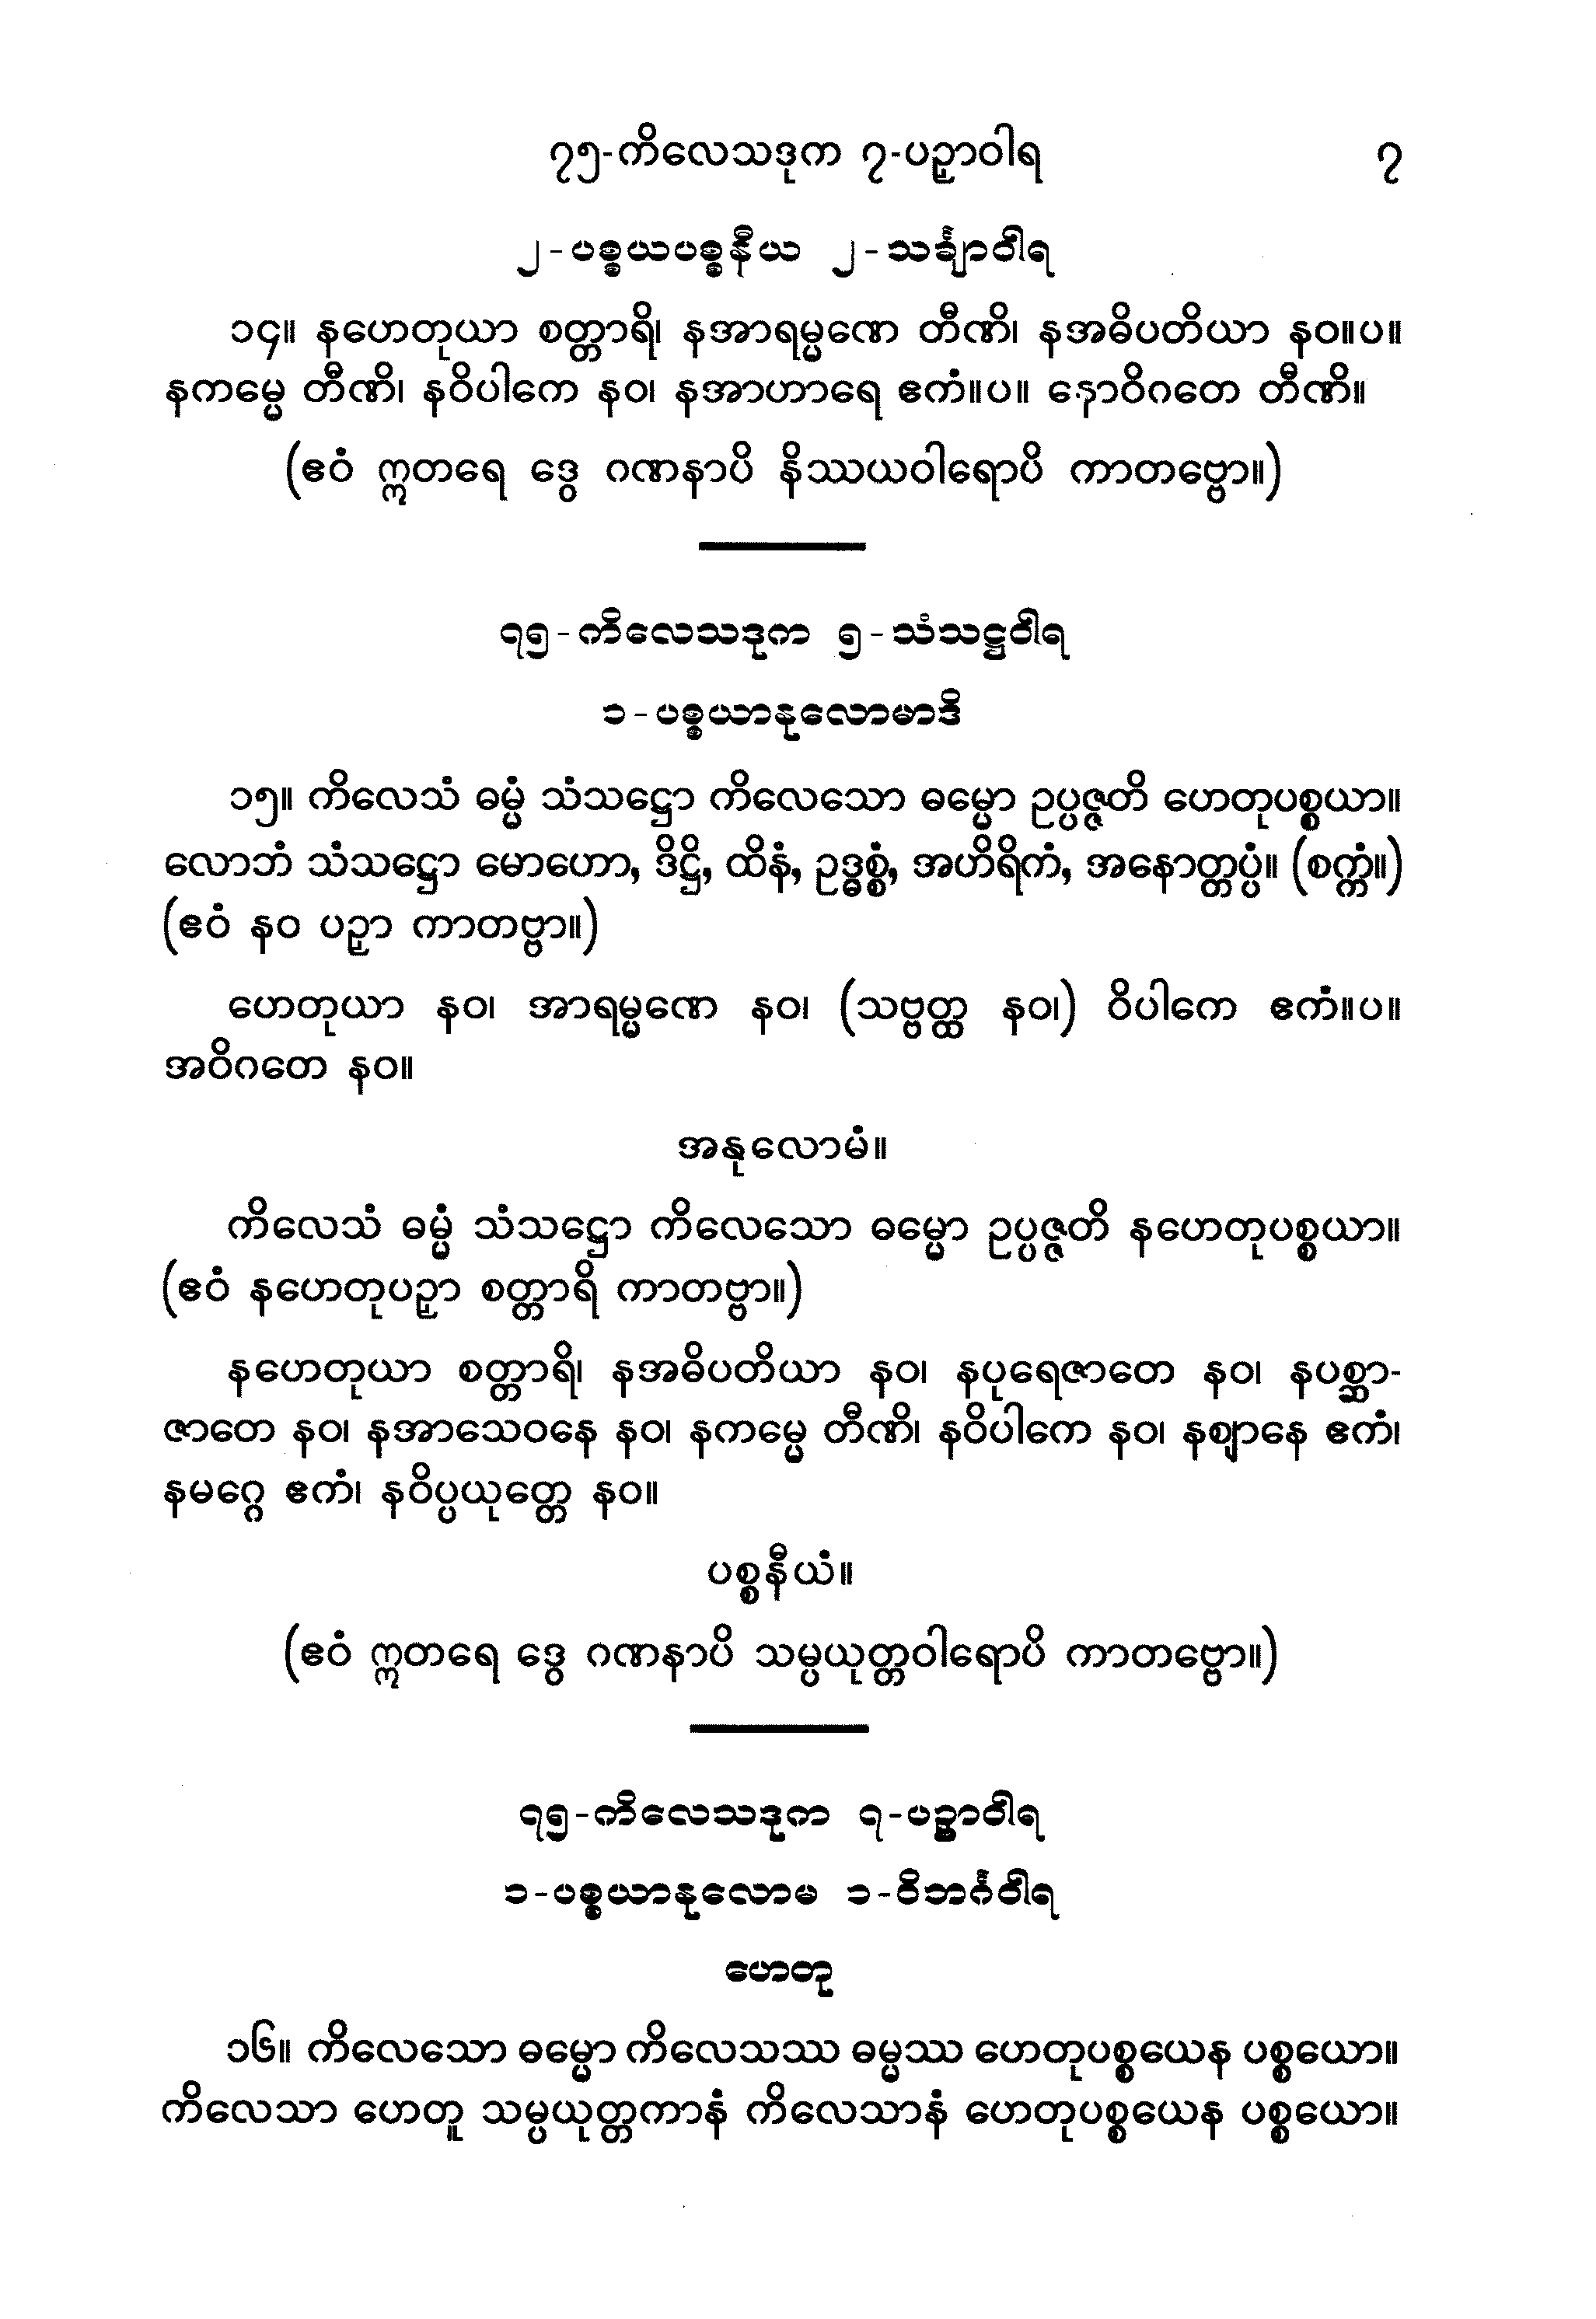 ၇၅-ကိလေသဒုက ၇-ပဉှာဝါရ ၇
၂-ပစ္စယပစ္စနီယ ၂-သင်္ချာဝါရ
၁၄။ နဟေတုယာ စတ္တာရိ၊ နအာရမ္မဏေ တီဏိ၊ နအဓိပတိယာ နဝ။ပ။
နကမ္မေ တီဏိ၊ နဝိပါကေ နဝ၊ နအာဟာရေ ဧကံ။ပ။ နောဝိဂတေ တီဏိ။
(ဧဝံ ဣတရေ ဒွေ ဂဏနာပိ နိဿယဝါရောပိ ကာတဗ္ဗော။)
၇၅-ကိလေသဒုက ၅-သံသဋ္ဌဝါရ
၁-ပစ္စယာနုလောမာဒိ
၁၅။ ကိလေသံ ဓမ္မံ သံသဋ္ဌော ကိလေသော ဓမ္မော ဥပ္ပဇ္ဇတိ ဟေတုပစ္စယာ။
လောဘံ သံသဋ္ဌော မောဟော, ဒိဋ္ဌိ, ထိနံ, ဥဒ္ဓစ္စံ, အဟိရိကံ, အနောတ္တပ္ပံ။ (စက္ကံ။)
(ဧဝံ နဝ ပဉှာ ကာတဗ္ဗာ။)
ဟေတုယာ နဝ၊ အာရမ္မဏေ နဝ၊ (သဗ္ဗတ္ထ နဝ၊) ဝိပါကေ ဧကံ။ပ။
အဝိဂတေ နဝ။
အနုလောမံ။
ကိလေသံ ဓမ္မံ သံသဋ္ဌော ကိလေသော ဓမ္မော ဥပ္ပဇ္ဇတိ နဟေတုပစ္စယာ။
(ဧဝံ နဟေတုပဉှာ စတ္တာရိ ကာတဗ္ဗာ။)
နဟေတုယာ စတ္တာရိ၊ နအဓိပတိယာ နဝ၊ နပုရေဇာတေ နဝ၊ နပစ္ဆာ-
ဇာတေ နဝ၊ နအာသေဝနေ နဝ၊ နကမ္မေ တီဏိ၊ နဝိပါကေ နဝ၊ နဈာနေ ဧကံ၊
နမဂ္ဂေ ဧကံ၊ နဝိပ္ပယုတ္တေ နဝ။
ပစ္စနီယံ။
(ဧဝံ ဣတရေ ဒွေ ဂဏနာပိ သမ္ပယုတ္တဝါရောပိ ကာတဗ္ဗော။)
၇၅-ကိလေသဒုက ၇-ပဉှာဝါရ
၁-ပစ္စယာနုလောမ ၁-ဝိဘင်္ဂဝါရ
ဟေတု
၁၆။ ကိလေသော ဓမ္မော ကိလေသဿ ဓမ္မဿ ဟေတုပစ္စယေန ပစ္စယော။
ကိလေသာ ဟေတူ သမ္ပယုတ္တကာနံ ကိလေသာနံ ဟေတုပစ္စယေန ပစ္စယော။